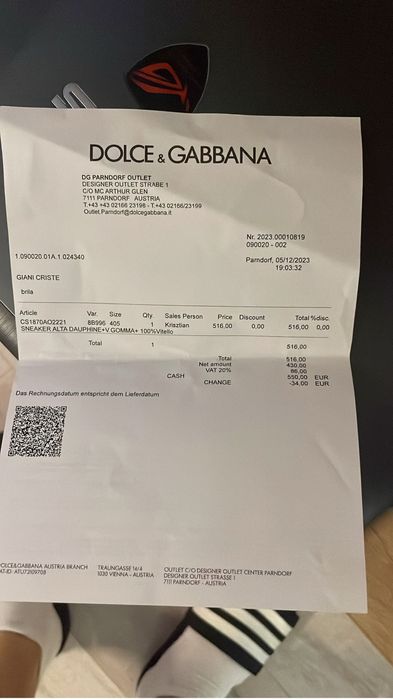 DOLCE & GABBANA
DG PARNDORF OUTLET
DESIGNER OUTLET STRAßE 1
C/O MC ARTHUR GLEN
7111 PARNDORF AUSTRIA
T.+43 +43 02166 23198 - T.+43 02166/23199
Outlet.Parndorf@dolcegabbana.it
Nr. 2023.00010819
090020 - 002
1.090020.01A.1.024340
Parndorf, 05/12/2023
19:03:32
GIANI CRISTE
brila
Article Var. Size Qty. Sales Person Price Discount Total %disc.
CS1870AO2221 8B996 405 1 Krisztian 516,00 0,00 516,00 0,00
SNEAKER ALTA DAUPHINE+V.GOMMA+ 100%Vitello
Total 1 516,00
Total 516,00
Net amount 430,00
VAT 20% 86,00
CASH 550,00 EUR
CHANGE -34,00 EUR
Das Rechnungsdatum entspricht dem Lieferdatum
DOLCE&GABBANA AUSTRIA BRANCH TRAUNGASSE 14/4 OUTLET C/O DESIGNER OUTLET CENTER PARNDORF
VAT-ID: ATU73109708 1030 VIENNA - AUSTRIA DESIGNER OUTLET STRASSE 1
7111 PARNDORF - AUSTRIA